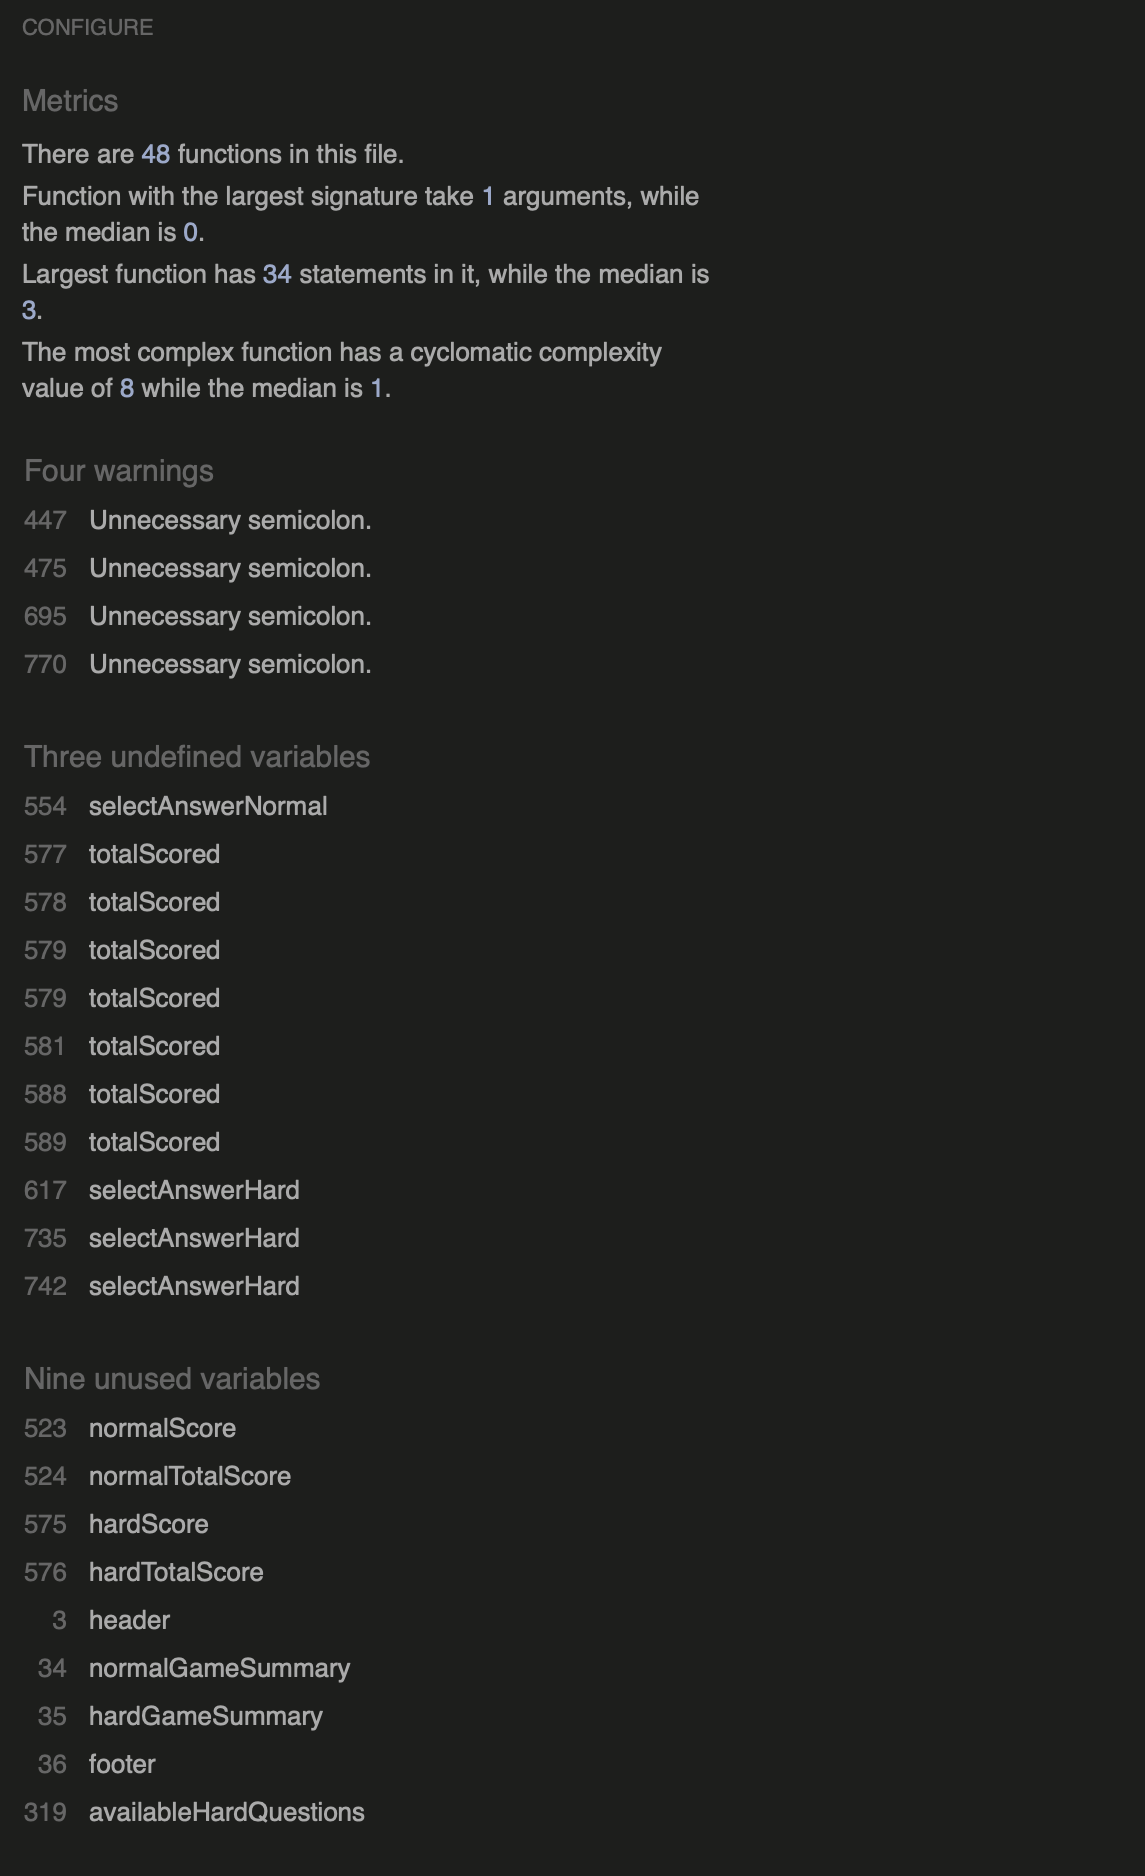 CONFIGURE
Metrics
There are 48 functions in this file.
Function with the largest signature take 1 arguments, while
the median is 0.
Largest function has 34 statements in it, while the median is
3.
The most complex function has a cyclomatic complexity
value of 8 while the median is 1.
Four warnings
447 Unnecessary semicolon.
475 Unnecessary semicolon.
695 Unnecessary semicolon.
770 Unnecessary semicolon.
Three undefined variables
554 selectAnswerNormal
577 totalScored
578 totalScored
579 totalScored
579 totalScored
581 totalScored
588 totalScored
589 totalScored
617 selectAnswerHard
735 selectAnswerHard
742 selectAnswerHard
Nine unused variables
523 normalScore
524 normalTotalScore
575 hardScore
576 hardTotalScore
3 header
34 normalGameSummary
35 hardGameSummary
36 footer
319 availableHardQuestions